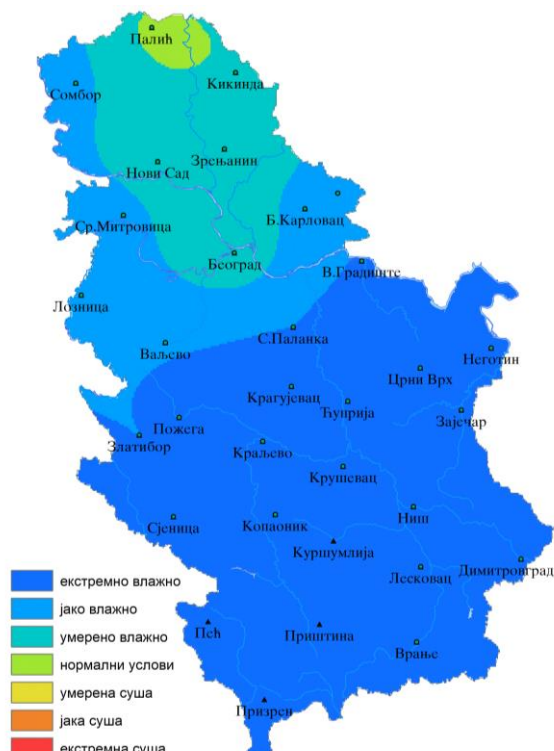 Палић
Сомбор
Кикинда
Нови Сад
Зрењанин
Ср.Митровица
Б.Карловац
Београд
В.Градиште
Лозница
С.Паланка
Ваљево
Неготин
Црни Врх
Крагујевац
Ћуприја
Зајечар
Пожега
Златибор
Краљево
Крушевац
Сјеница
Копаоник
Ниш
Куршумлија
Лесковац
Димитровград
екстремно влажно
јако влажно
Пећ
Приштина
умерено влажно
Врање
нормални услови
умерена суша
Призрен
јака суша
екстремна суша